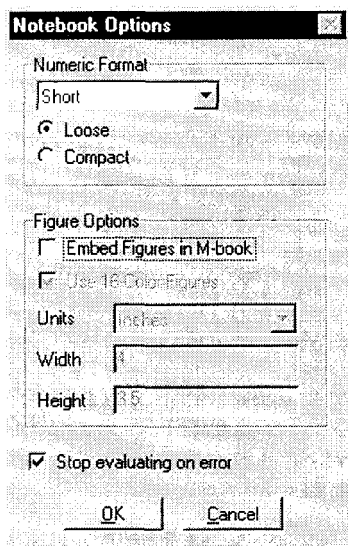 Notebook Options
Numeric Format
Short
Loose
Compact
Figure Options
Embed Figures in M-book
Use 16-Color Figures
Units
Inches
Width
4
Height
3.5
Stop evaluating on error
OK
Cancel